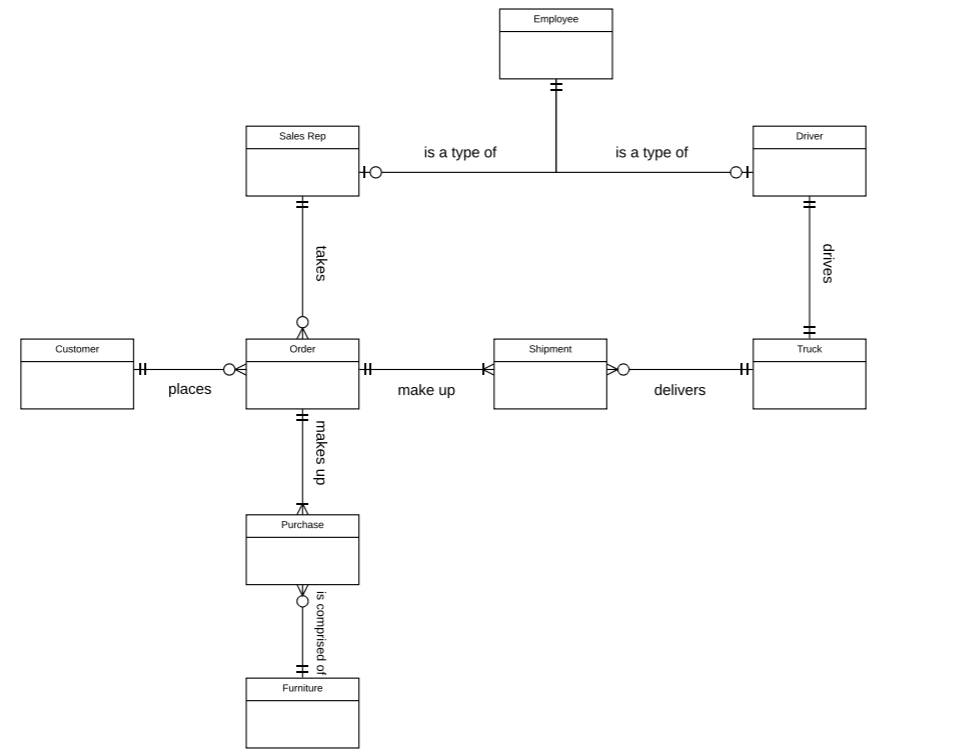 Employee
Sales Rep
is a type of
is a type of
Driver
takes
drives
Customer
places
Order
make up
Shipment
delivers
Truck
makes up
Purchase
is comprised of
Furniture